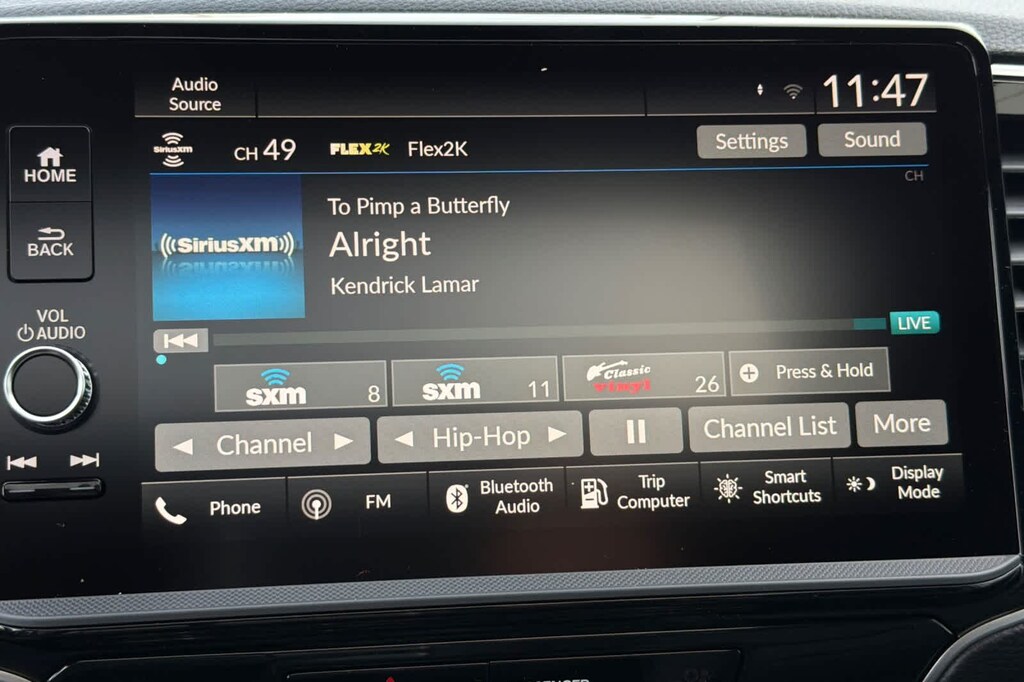 Audio
Source
11:47
HOME
BACK
SiriusXM
CH 49
FLEX2K
Flex2K
Settings
Sound
CH
((SiriusXM))
To Pimp a Butterfly
Alright
Kendrick Lamar
VOL
AUDIO
LIVE
sxm 8
sxm 11
Classic
Vinyl
26
Press & Hold
Channel
Hip-Hop
Channel List
More
Phone
FM
Bluetooth
Audio
Trip
Computer
Smart
Shortcuts
Display
Mode